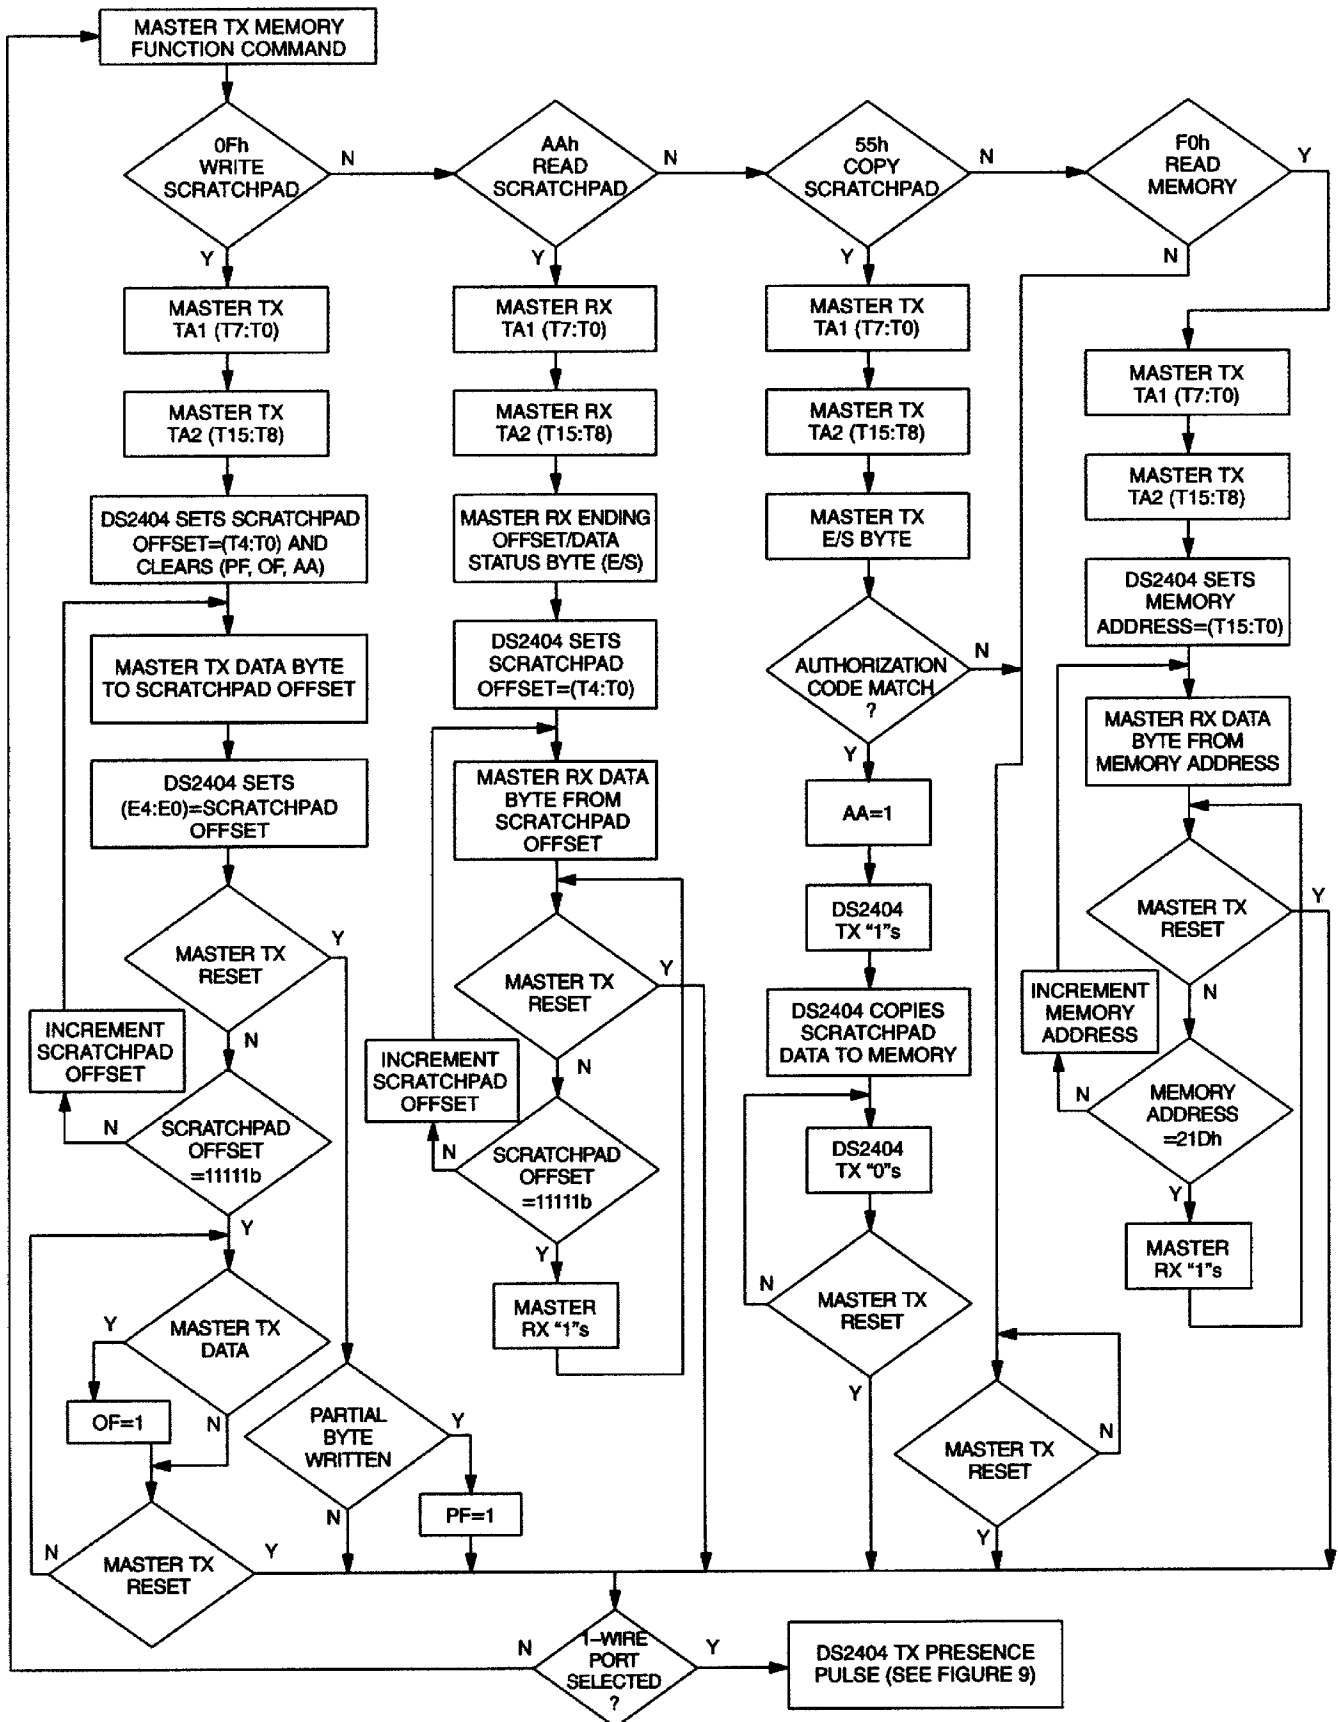 MASTER TX MEMORY
FUNCTION COMMAND
0Fh
WRITE
SCRATCHPAD
N
Y
AAh
READ
SCRATCHPAD
N
Y
55h
COPY
SCRATCHPAD
N
Y
F0h
READ
MEMORY
Y
N
MASTER TX
TA1 (T7:T0)
MASTER TX
TA2 (T15:T8)
DS2404 SETS SCRATCHPAD
OFFSET=(T4:T0) AND
CLEARS (PF, OF, AA)
MASTER TX DATA BYTE
TO SCRATCHPAD OFFSET
DS2404 SETS
(E4:E0)=SCRATCHPAD
OFFSET
MASTER TX
RESET
Y
N
INCREMENT
SCRATCHPAD
OFFSET
N
SCRATCHPAD
OFFSET
=11111b
Y
Y
MASTER TX
DATA
N
OF=1
N
MASTER TX
RESET
Y
PARTIAL
BYTE
WRITTEN
Y
N
PF=1
MASTER RX
TA1 (T7:T0)
MASTER RX
TA2 (T15:T8)
MASTER RX ENDING
OFFSET/DATA
STATUS BYTE (E/S)
DS2404 SETS
SCRATCHPAD
OFFSET=(T4:T0)
MASTER RX DATA
BYTE FROM
SCRATCHPAD
OFFSET
MASTER TX
RESET
Y
N
INCREMENT
SCRATCHPAD
OFFSET
N
SCRATCHPAD
OFFSET
=11111b
Y
MASTER
RX “1”s
MASTER TX
TA1 (T7:T0)
MASTER TX
TA2 (T15:T8)
MASTER TX
E/S BYTE
AUTHORIZATION
CODE MATCH
?
N
Y
AA=1
DS2404
TX “1”s
DS2404 COPIES
SCRATCHPAD
DATA TO MEMORY
DS2404
TX “0”s
N
MASTER TX
RESET
Y
MASTER TX
RESET
N
Y
MASTER TX
TA1 (T7:T0)
MASTER TX
TA2 (T15:T8)
DS2404 SETS
MEMORY
ADDRESS=(T15:T0)
MASTER RX DATA
BYTE FROM
MEMORY ADDRESS
MASTER TX
RESET
Y
N
INCREMENT
MEMORY
ADDRESS
N
MEMORY
ADDRESS
=21Dh
Y
MASTER
RX “1”s
N
1–WIRE
PORT
SELECTED
?
Y
DS2404 TX PRESENCE
PULSE (SEE FIGURE 9)